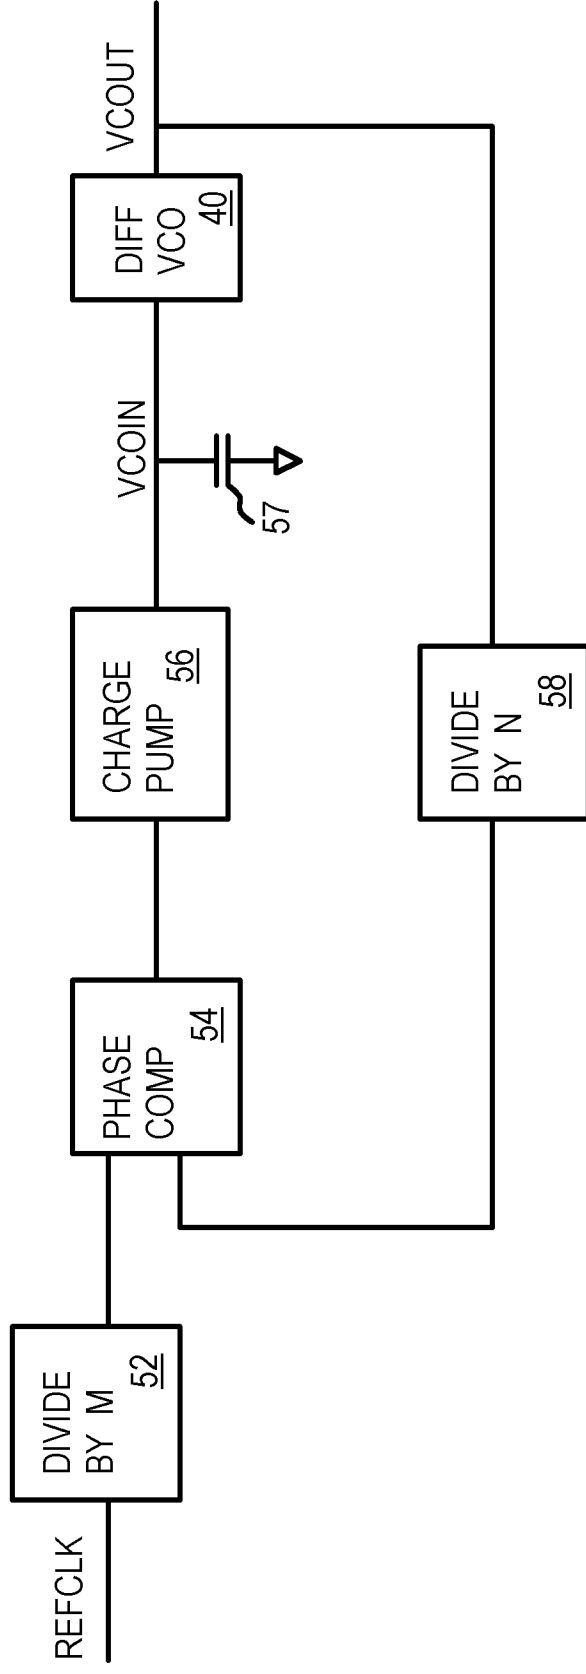 REFCLK
DIVIDE
BY M
52
PHASE
COMP
54
CHARGE
PUMP
56
VCOIN
57
DIFF
VCO
40
VCOUT
DIVIDE
BY N
58